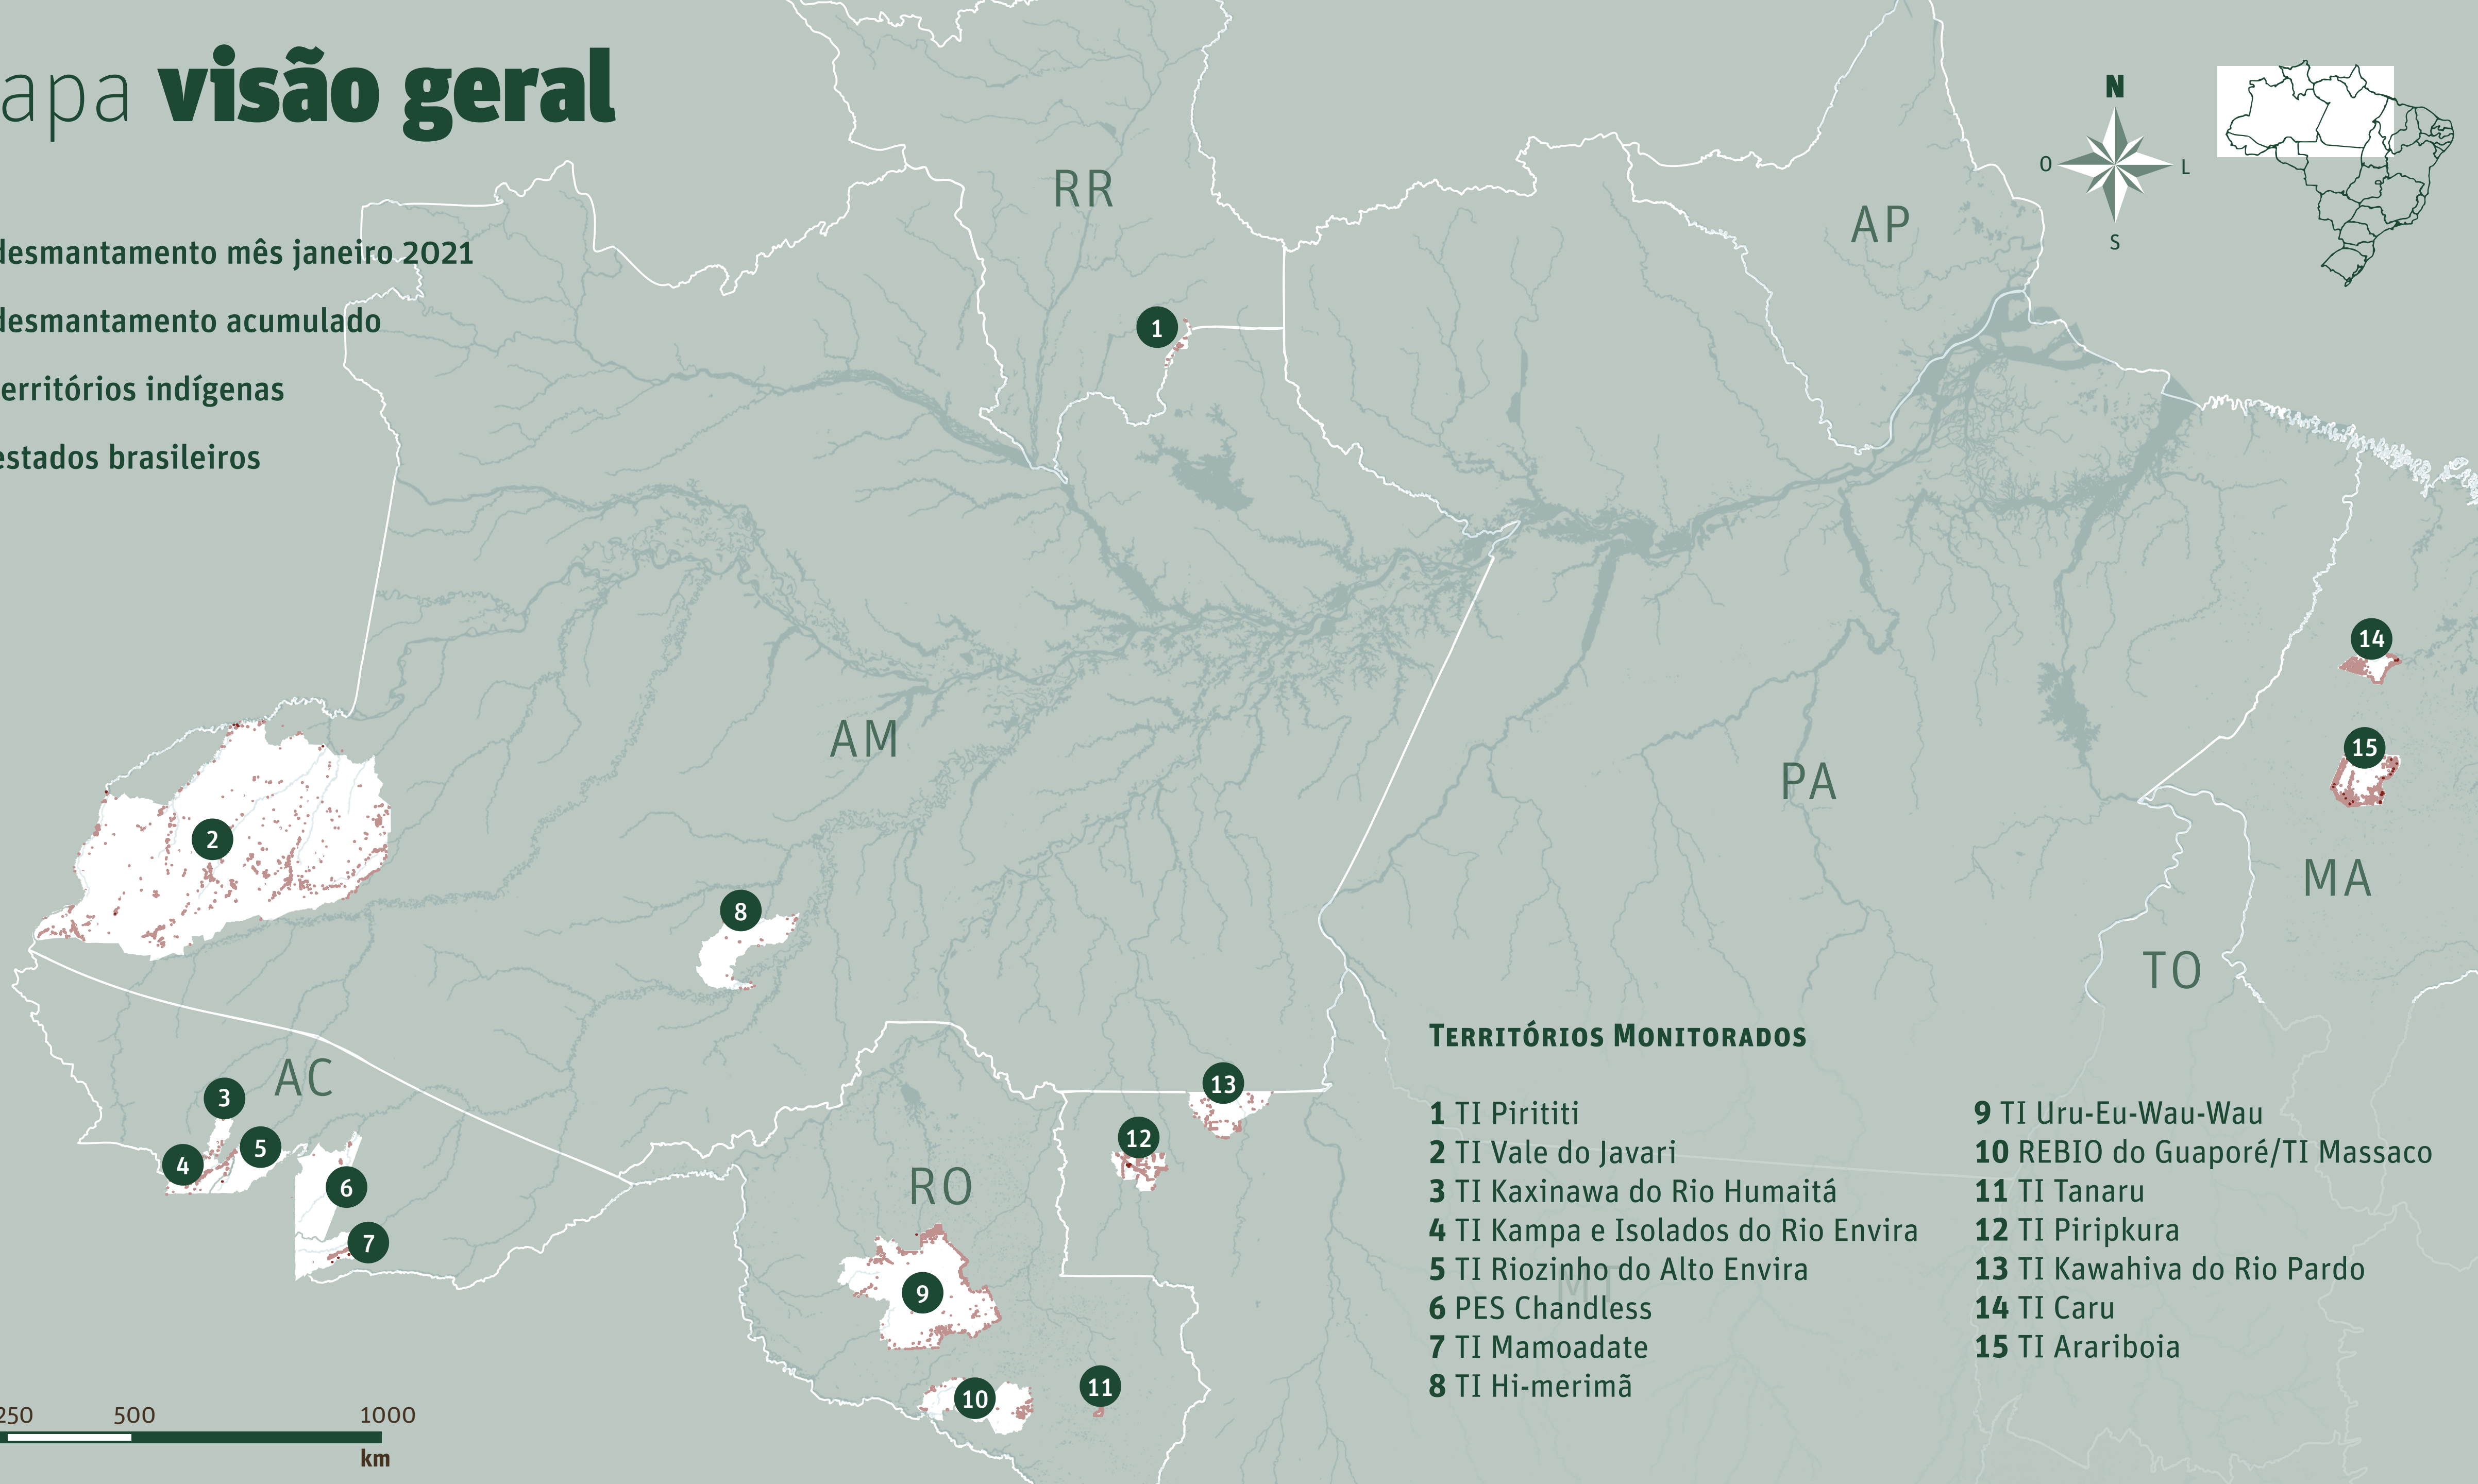 apa visão geral
desmantamento mês janeiro 2021
desmantamento acumulado
territórios indígenas
estados brasileiros
N
O
L
S
RR
AP
AM
PA
MA
TO
AC
RO
MT
1
2
3
4
5
6
7
8
9
10
11
12
13
14
15
Territórios Monitorados
1 TI Pirititi
2 TI Vale do Javari
3 TI Kaxinawa do Rio Humaitá
4 TI Kampa e Isolados do Rio Envira
5 TI Riozinho do Alto Envira
6 PES Chandless
7 TI Mamoadate
8 TI Hi-merimã
9 TI Uru-Eu-Wau-Wau
10 REBIO do Guaporé/TI Massaco
11 TI Tanaru
12 TI Piripkura
13 TI Kawahiva do Rio Pardo
14 TI Caru
15 TI Arariboia
250 500 1000
km